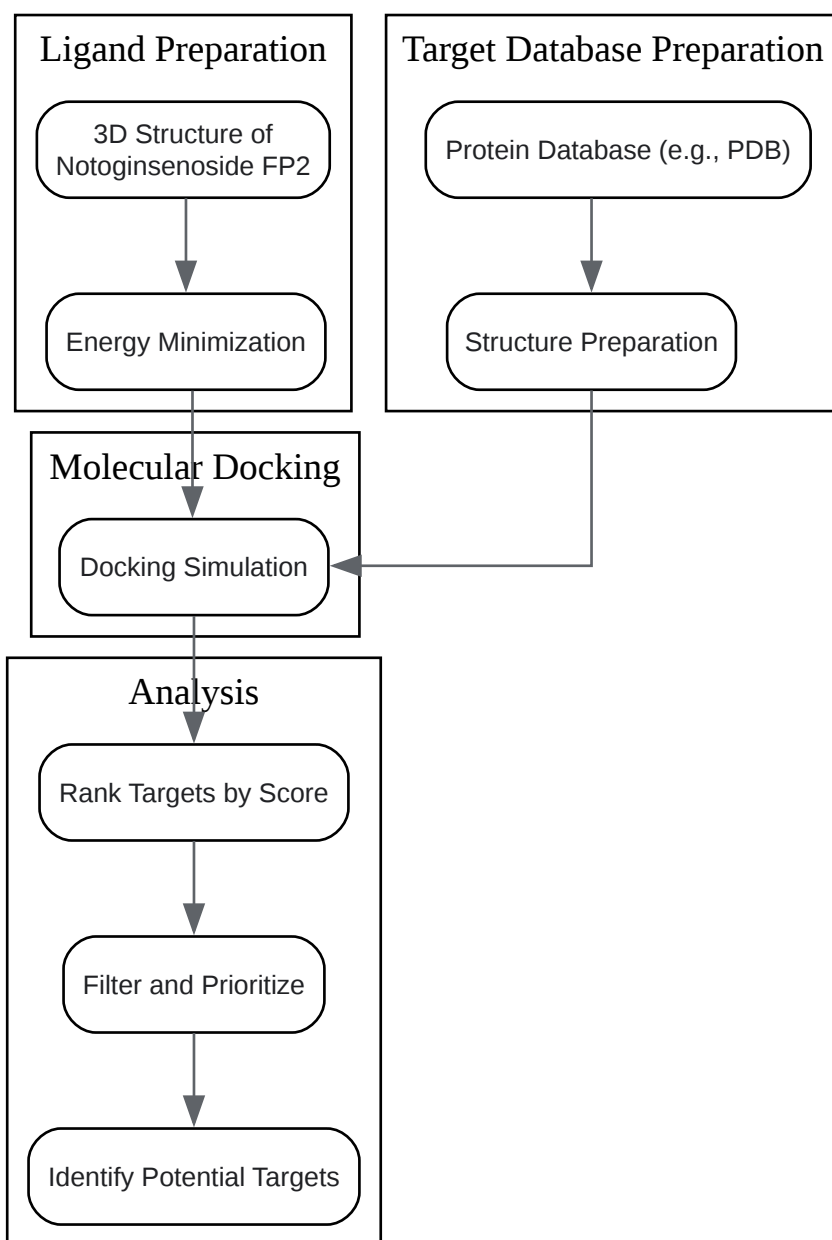 Ligand Preparation
3D Structure of
Notoginsenoside FP2
Energy Minimization
Target Database Preparation
Protein Database (e.g., PDB)
Structure Preparation
Molecular Docking
Docking Simulation
Analysis
Rank Targets by Score
Filter and Prioritize
Identify Potential Targets